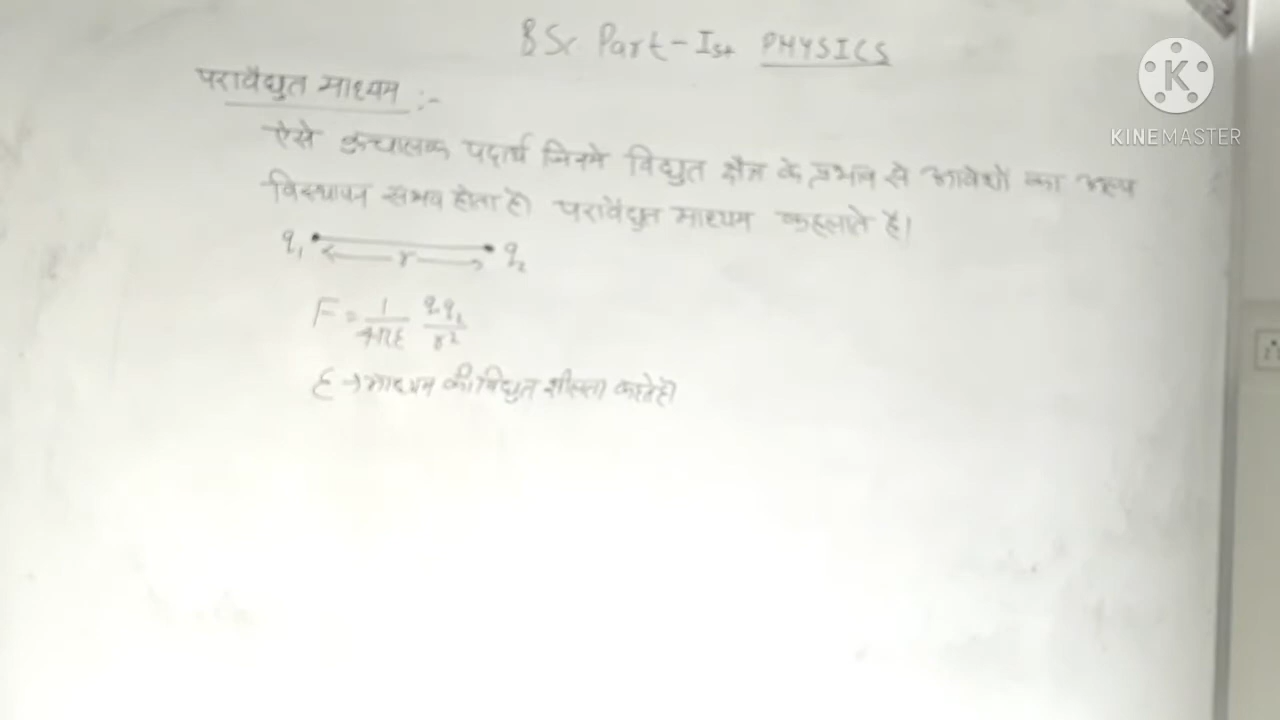 BSc Part-Ist PHYSICS
परावैद्युत माध्यम :-
ऐसे कुचालक पदार्थ जिनमे विद्युत क्षेत्र के प्रभाव से आवेशों का अल्प
विस्थापन संभव होता है। परावैद्युत माध्यम कहलाते है।
q₁ r q₂
F = 1/4πε q₁q₂/r²
ε → माध्यम की विद्युत शीलता कहते है।
K
KINEMASTER